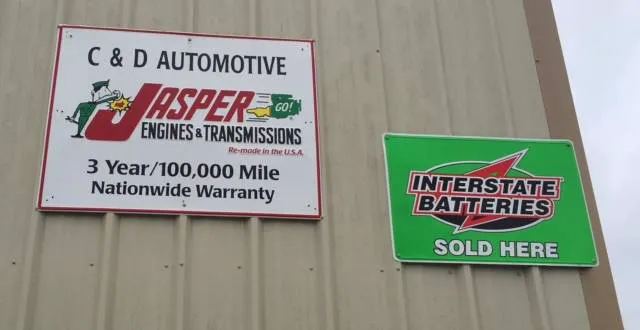 C & D AUTOMOTIVE
JASPER
GO!
ENGINES & TRANSMISSIONS
Re-made in the U.S.A.
3 Year/100,000 Mile
Nationwide Warranty
INTERSTATE
BATTERIES
SOLD HERE